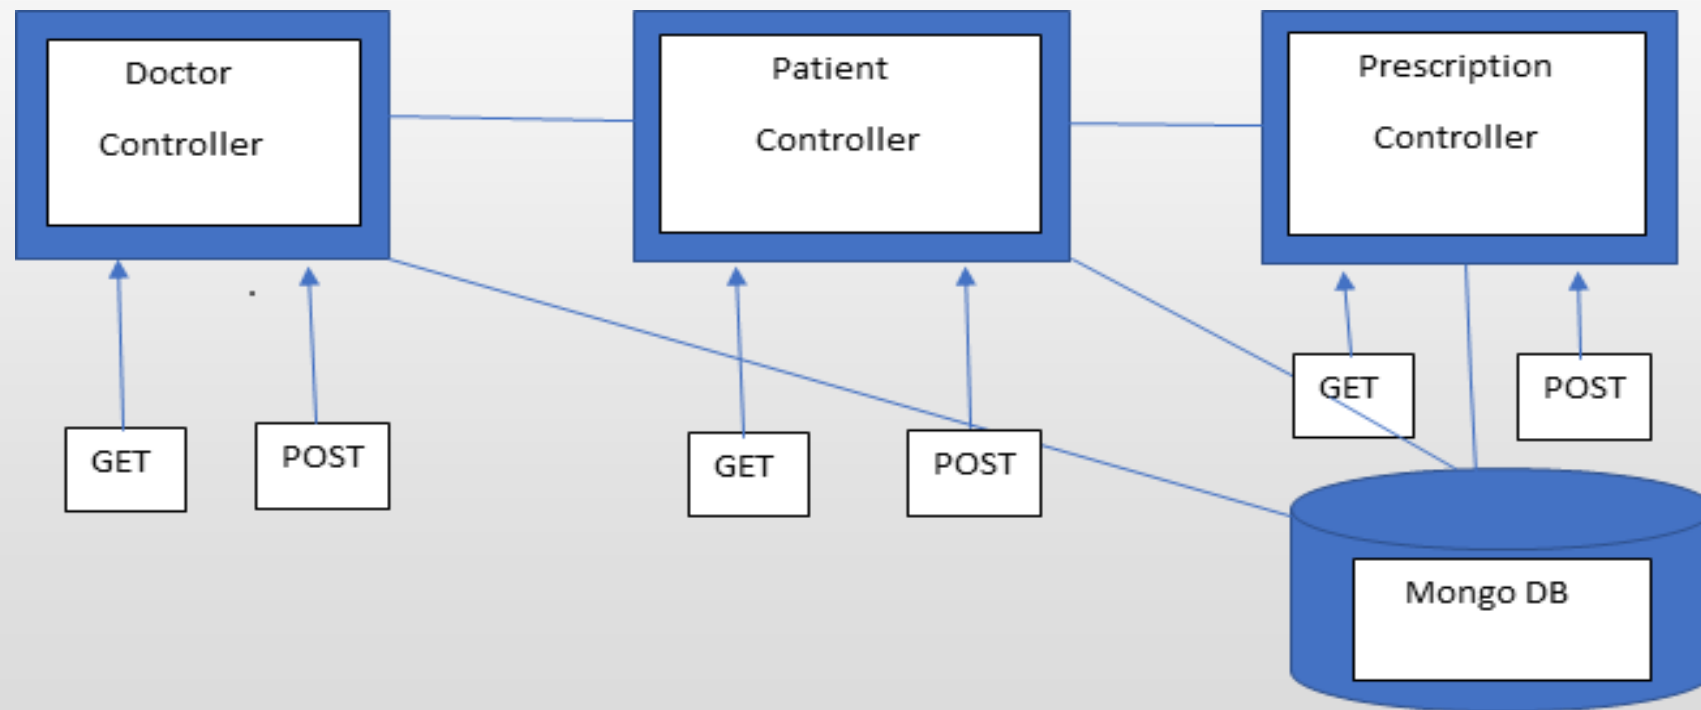 Doctor
Controller
Patient
Controller
Prescription
Controller
GET
POST
GET
POST
GET
POST
Mongo DB